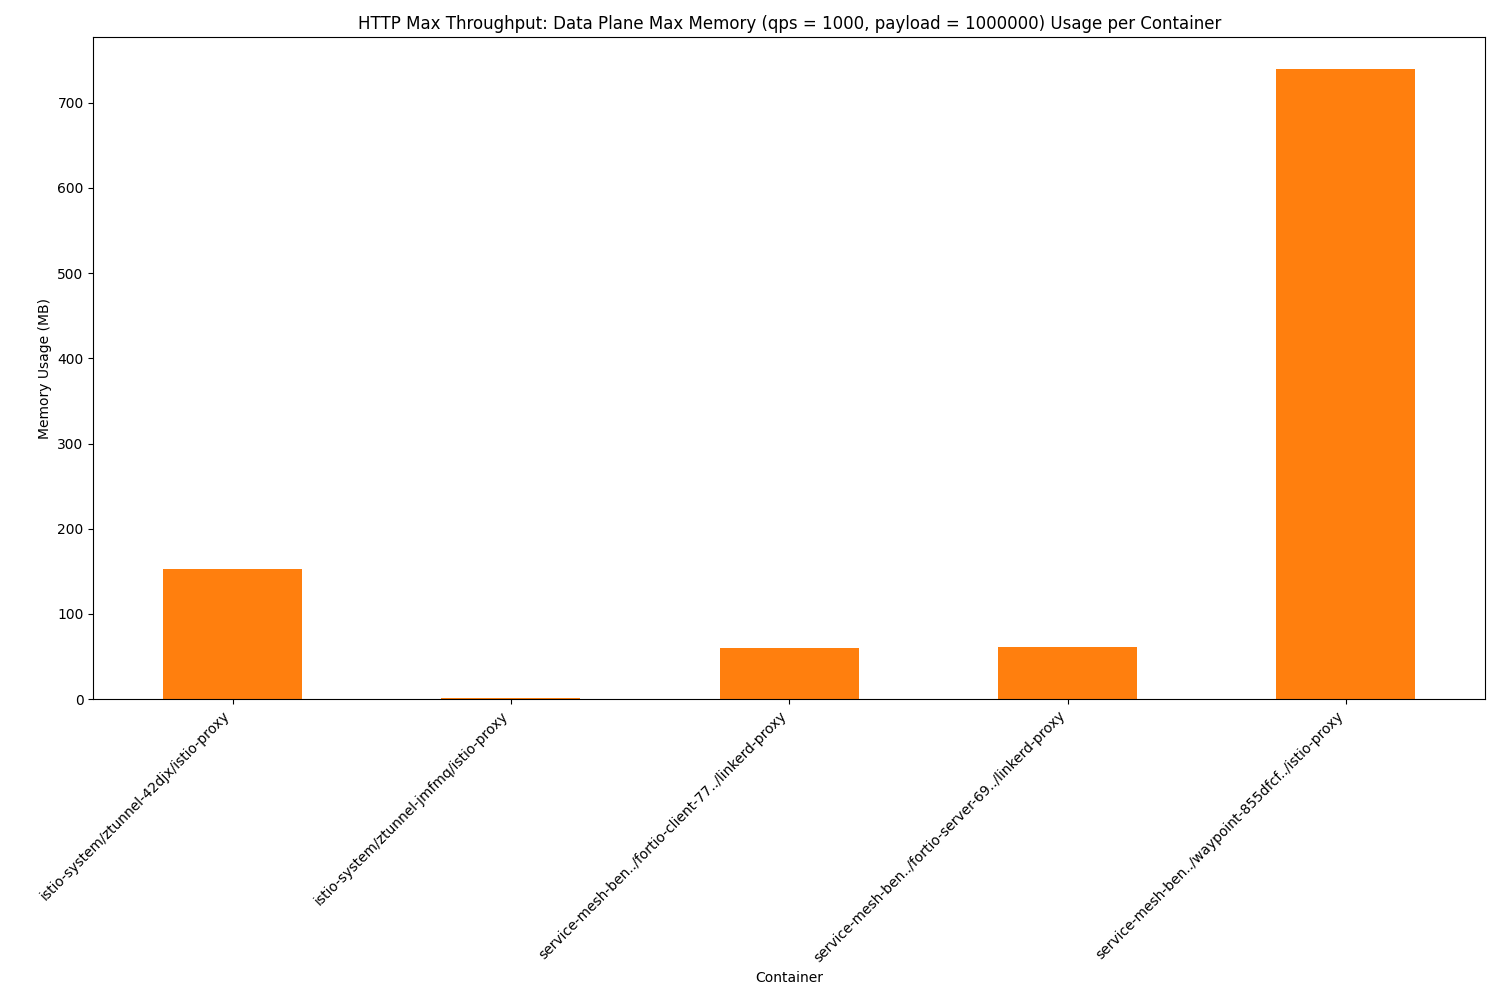 HTTP Max Throughput: Data Plane Max Memory (qps = 1000, payload = 1000000) Usage per Container
Memory Usage (MB)
700
600
500
400
300
200
100
0
istio-system/ztunnel-42djx/istio-proxy
istio-system/ztunnel-jmfmq/istio-proxy
service-mesh-ben../fortio-client-77../linkerd-proxy
service-mesh-ben../fortio-server-69../linkerd-proxy
service-mesh-ben../waypoint-855dfcf../istio-proxy
Container